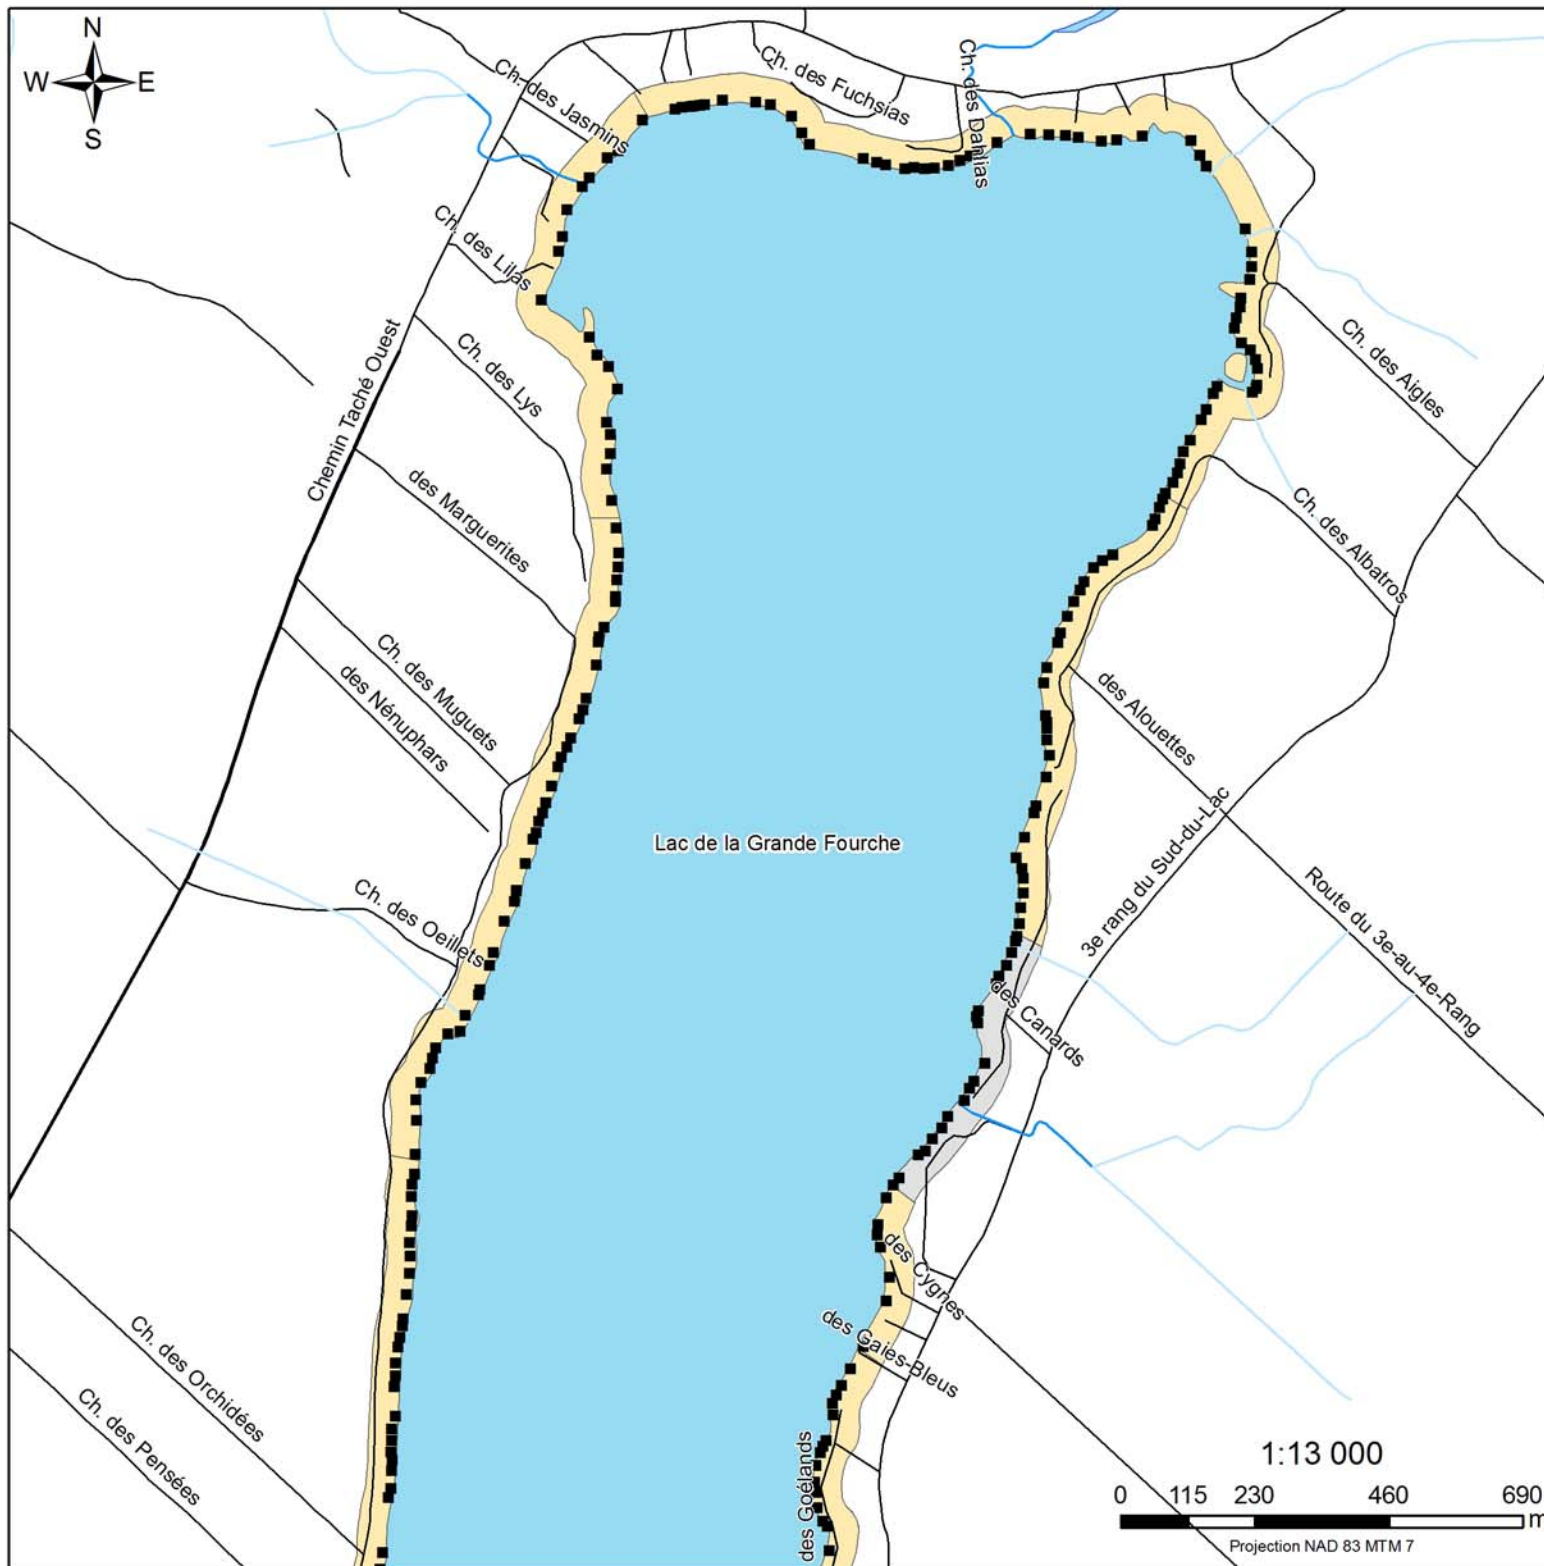 N
W E
S
Ch. des Jasmins
Ch. des Fuchsias
Ch. des Dahlias
Ch. des Lilas
Chemin Taché Ouest
Ch. des Lys
Ch. des Aigles
des Marguerites
Ch. des Albatros
Ch. des Muguets
des Nénuphars
des Alouettes
Lac de la Grande Fourche
3e rang du Sud-du-Lac
Route du 3e-au-4e-Rang
Ch. des Oeillets
des Canards
des Cygnes
des Gaies-Bleus
Ch. des Orchidées
Ch. des Pensées
des Goélands
1:13 000
0 115 230 460 690
m
Projection NAD 83 MTM 7